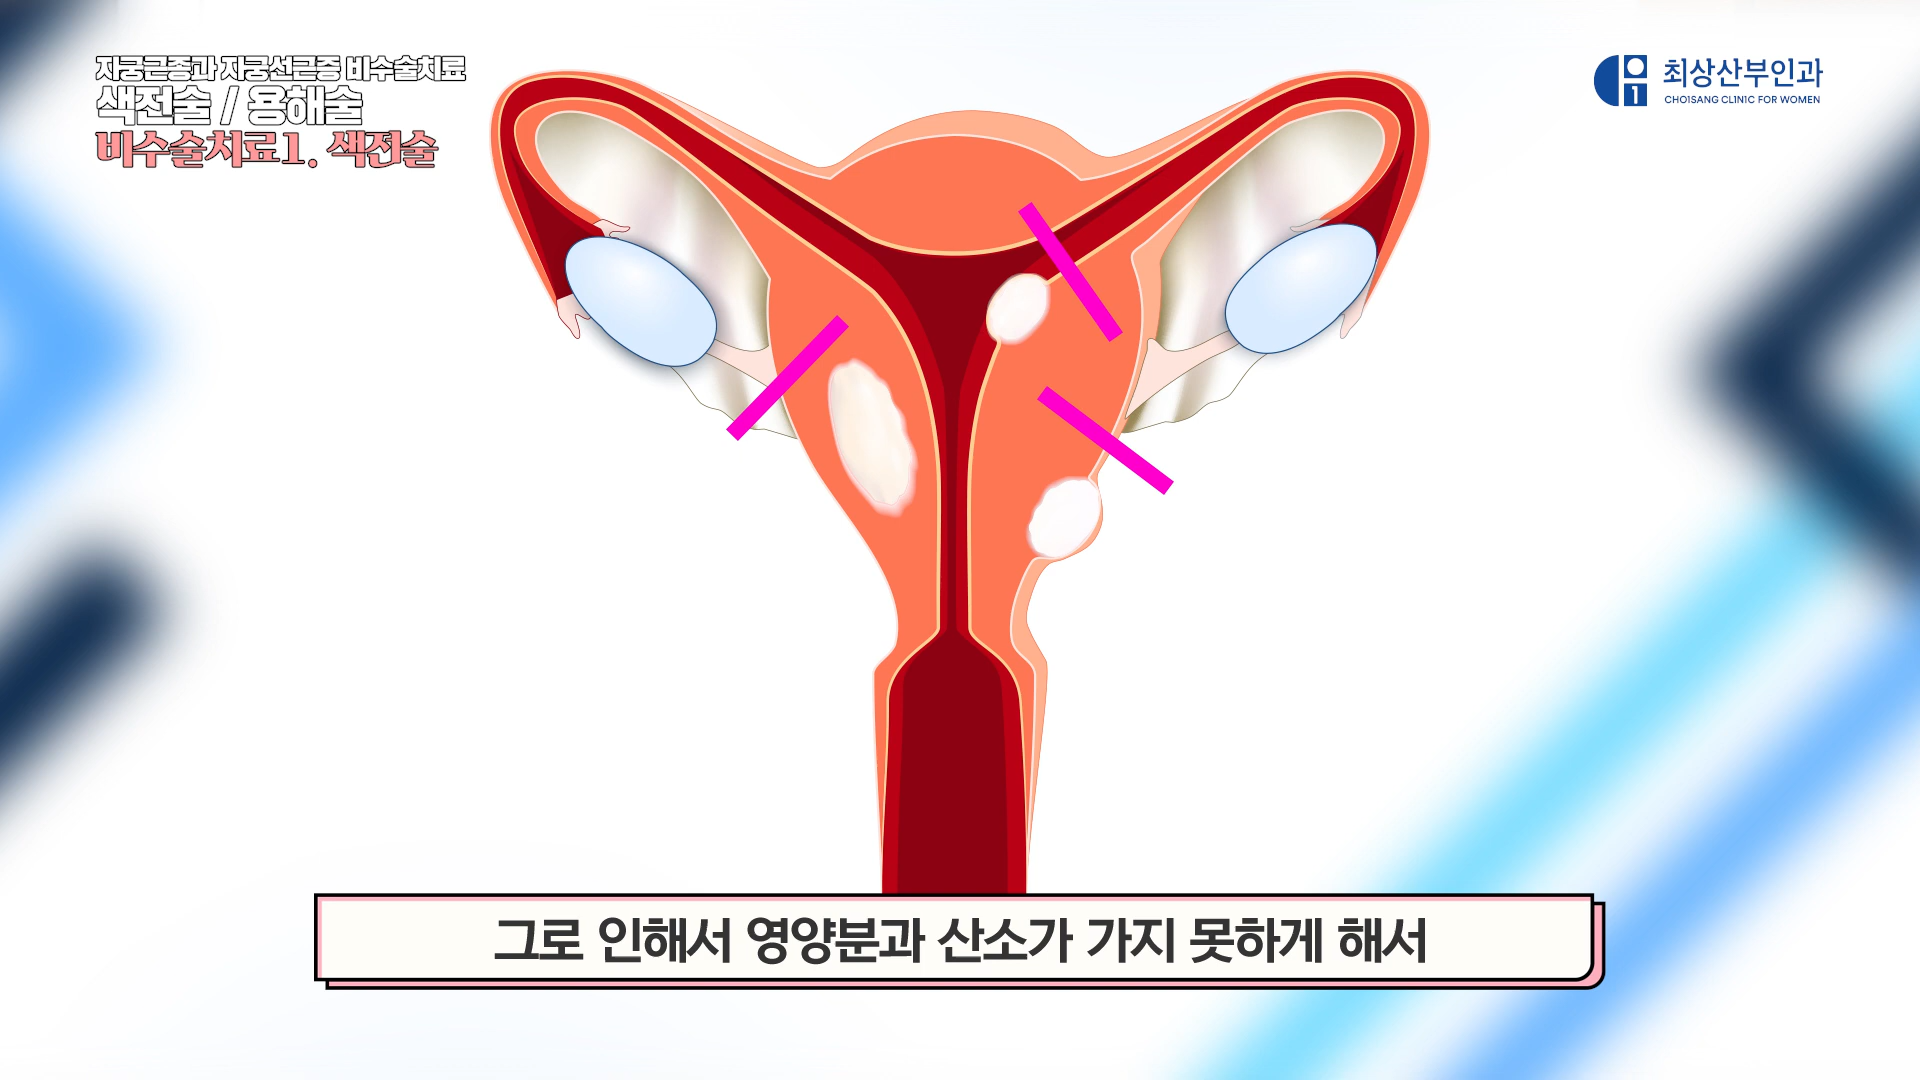 자궁근종과 자궁선근증 비수술치료
색전술 / 용해술
비수술치료1. 색전술
최상산부인과
CHOISANG CLINIC FOR WOMEN
그로 인해서 영양분과 산소가 가지 못하게 해서